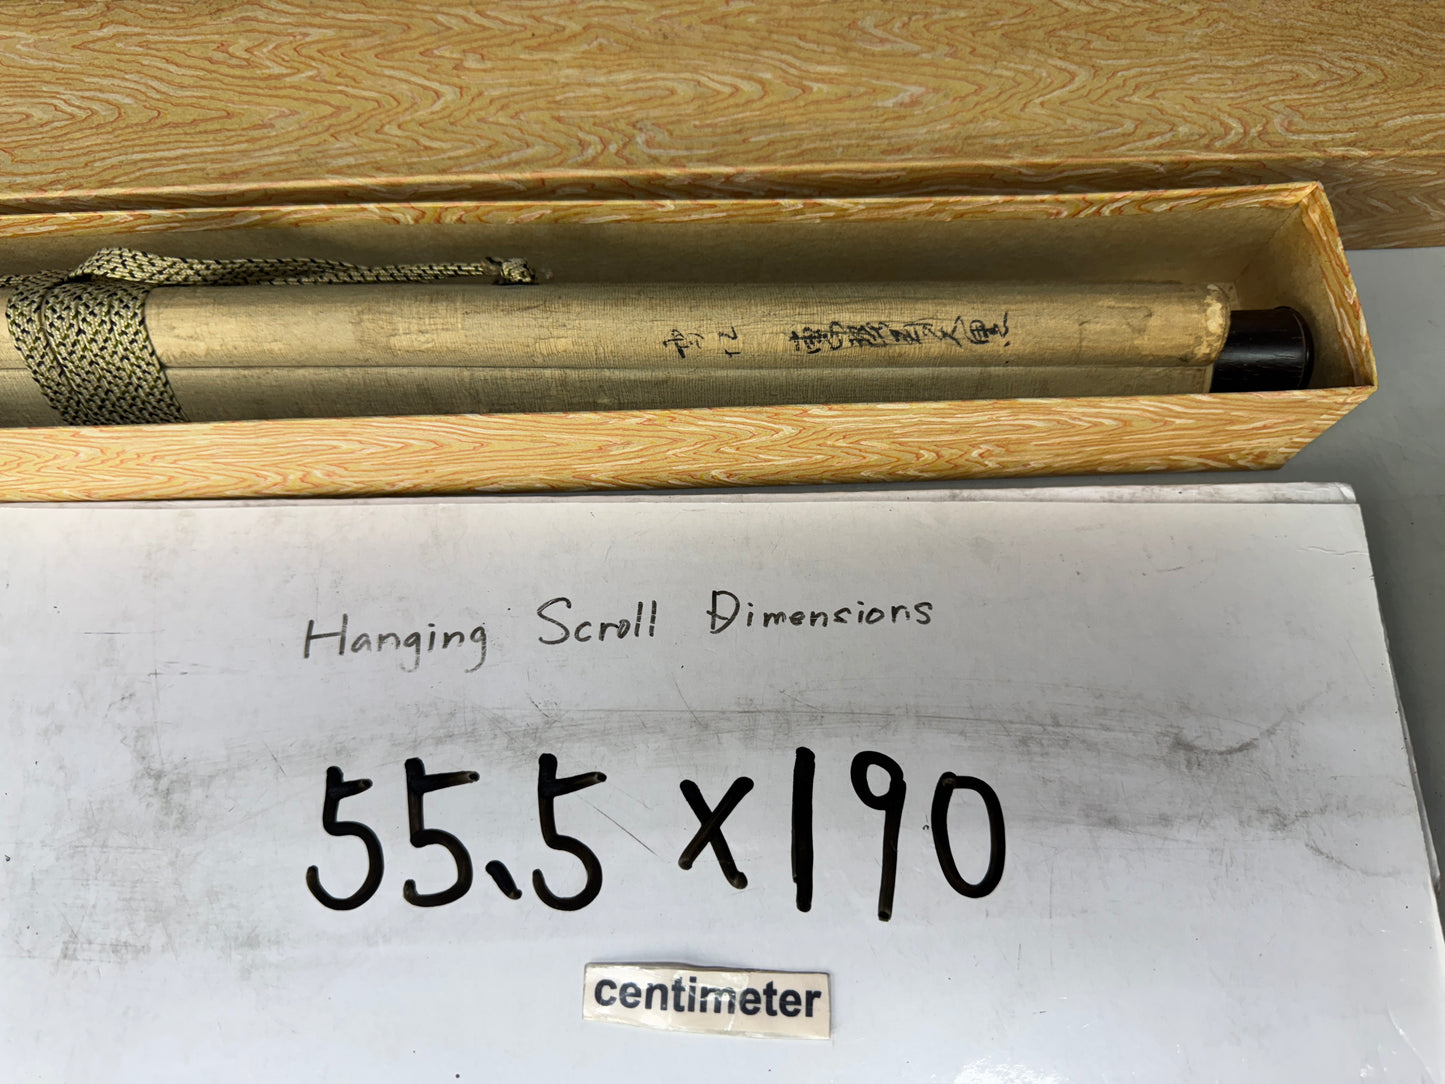 Hanging Scroll Dimensions
55.5 x 190
centimeter